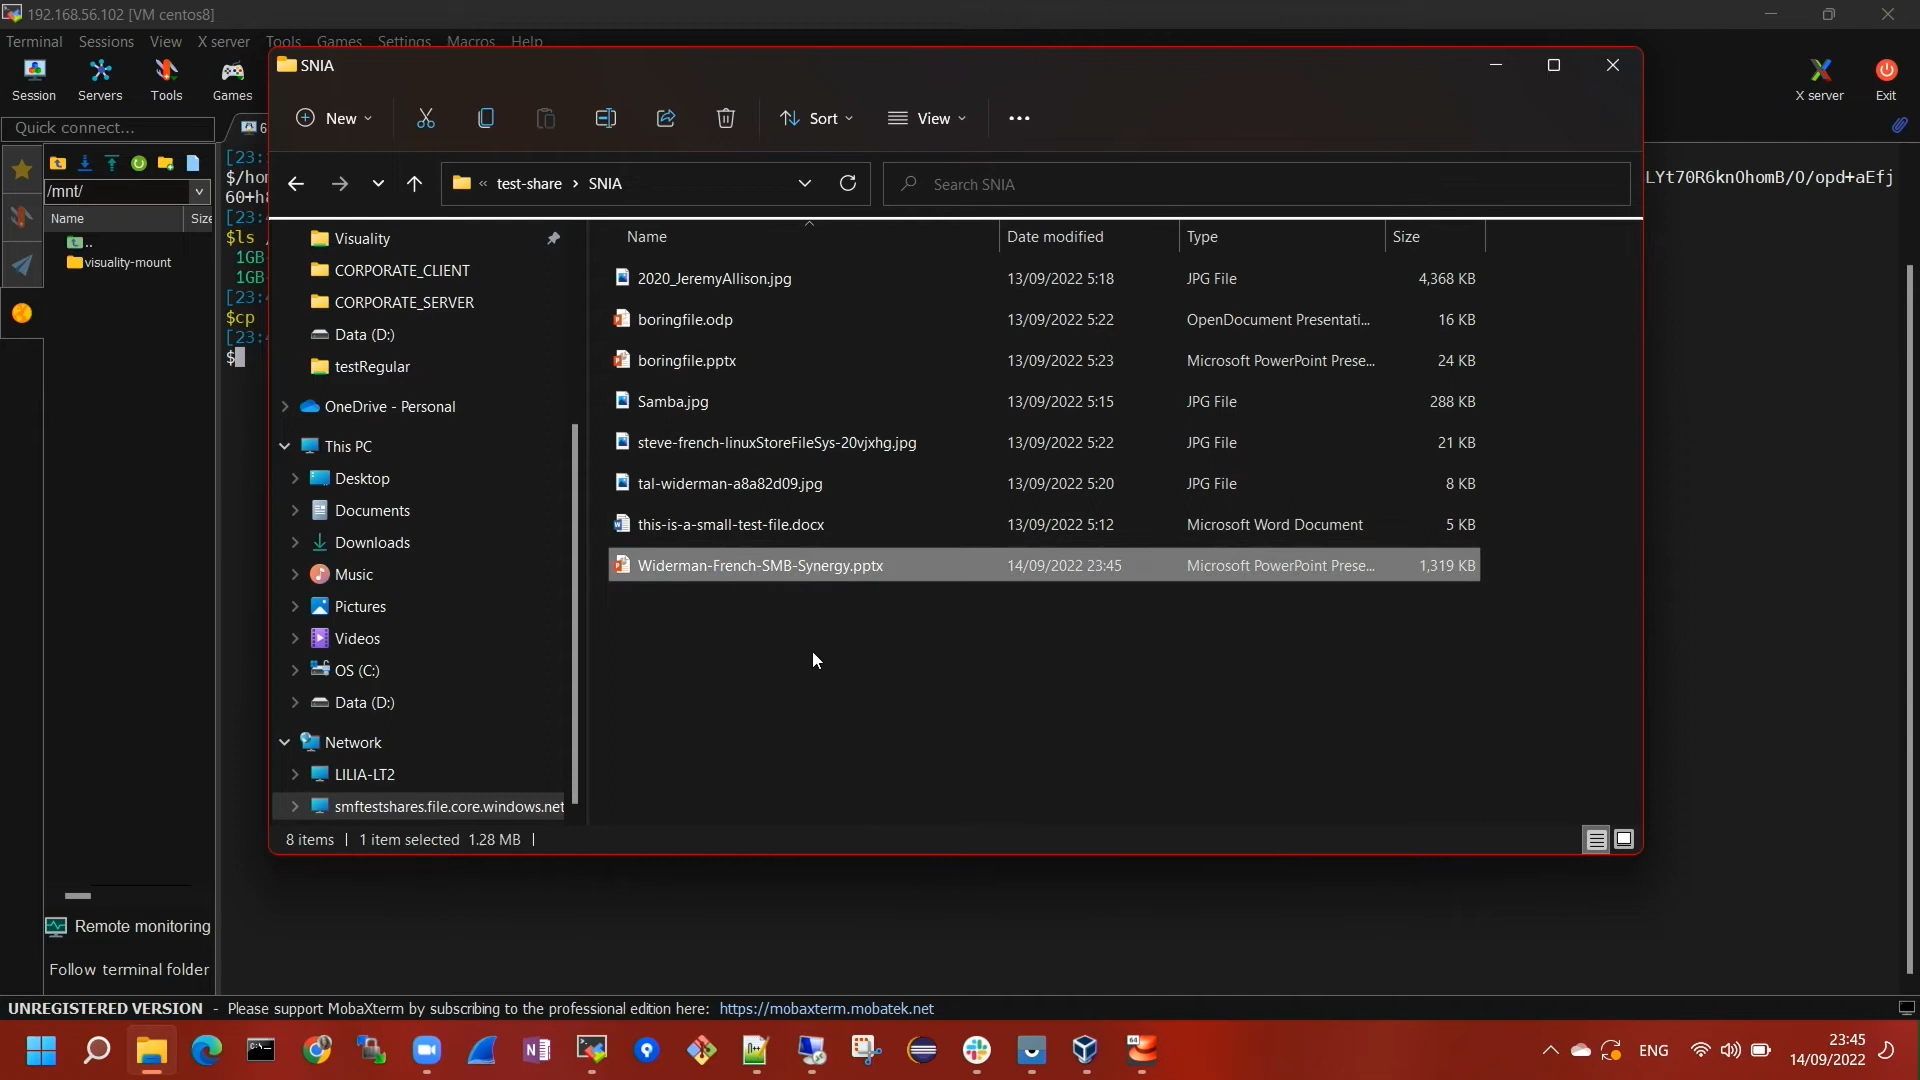 192.168.56.102 [VM centos8]
Terminal Sessions View X server Tools Games Settings Macros Help
Session Servers Tools Games X server Exit
Quick connect...
/mnt/
Name Size
..
visuality-mount
Remote monitoring
Follow terminal folder
[23:
$/ho
60+h
[23:
$ls
1GB
1GB
[23:
$cp
[23:
$
LYt70R6knOhomB/O/opd+aEfj
SNIA
New Sort View
« test-share > SNIA Search SNIA
Visuality
CORPORATE_CLIENT
CORPORATE_SERVER
Data (D:)
testRegular
OneDrive - Personal
This PC
Desktop
Documents
Downloads
Music
Pictures
Videos
OS (C:)
Data (D:)
Network
LILIA-LT2
smftestshares.file.core.windows.net
Name Date modified Type Size
2020_JeremyAllison.jpg 13/09/2022 5:18 JPG File 4,368 KB
boringfile.odp 13/09/2022 5:22 OpenDocument Presentati... 16 KB
boringfile.pptx 13/09/2022 5:23 Microsoft PowerPoint Prese... 24 KB
Samba.jpg 13/09/2022 5:15 JPG File 288 KB
steve-french-linuxStoreFileSys-20vjxhg.jpg 13/09/2022 5:22 JPG File 21 KB
tal-widerman-a8a82d09.jpg 13/09/2022 5:20 JPG File 8 KB
this-is-a-small-test-file.docx 13/09/2022 5:12 Microsoft Word Document 5 KB
Widerman-French-SMB-Synergy.pptx 14/09/2022 23:45 Microsoft PowerPoint Prese... 1,319 KB
8 items | 1 item selected 1.28 MB |
UNREGISTERED VERSION - Please support MobaXterm by subscribing to the professional edition here: https://mobaxterm.mobatek.net
ENG
23:45
14/09/2022